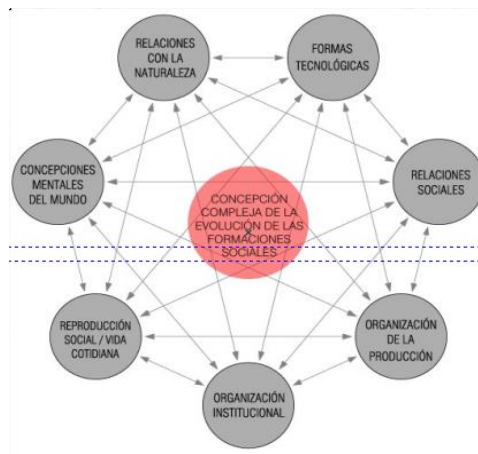 RELACIONES
CON LA
NATURALEZA
FORMAS
TECNOLÓGICAS
CONCEPCIONES
MENTALES
DEL MUNDO
RELACIONES
SOCIALES
CONCEPCIÓN
COMPLEJA DE LA
EVOLUCIÓN DE LAS
FORMACIONES
SOCIALES
REPRODUCCIÓN
SOCIAL / VIDA
COTIDIANA
ORGANIZACIÓN
DE LA
PRODUCCIÓN
ORGANIZACIÓN
INSTITUCIONAL